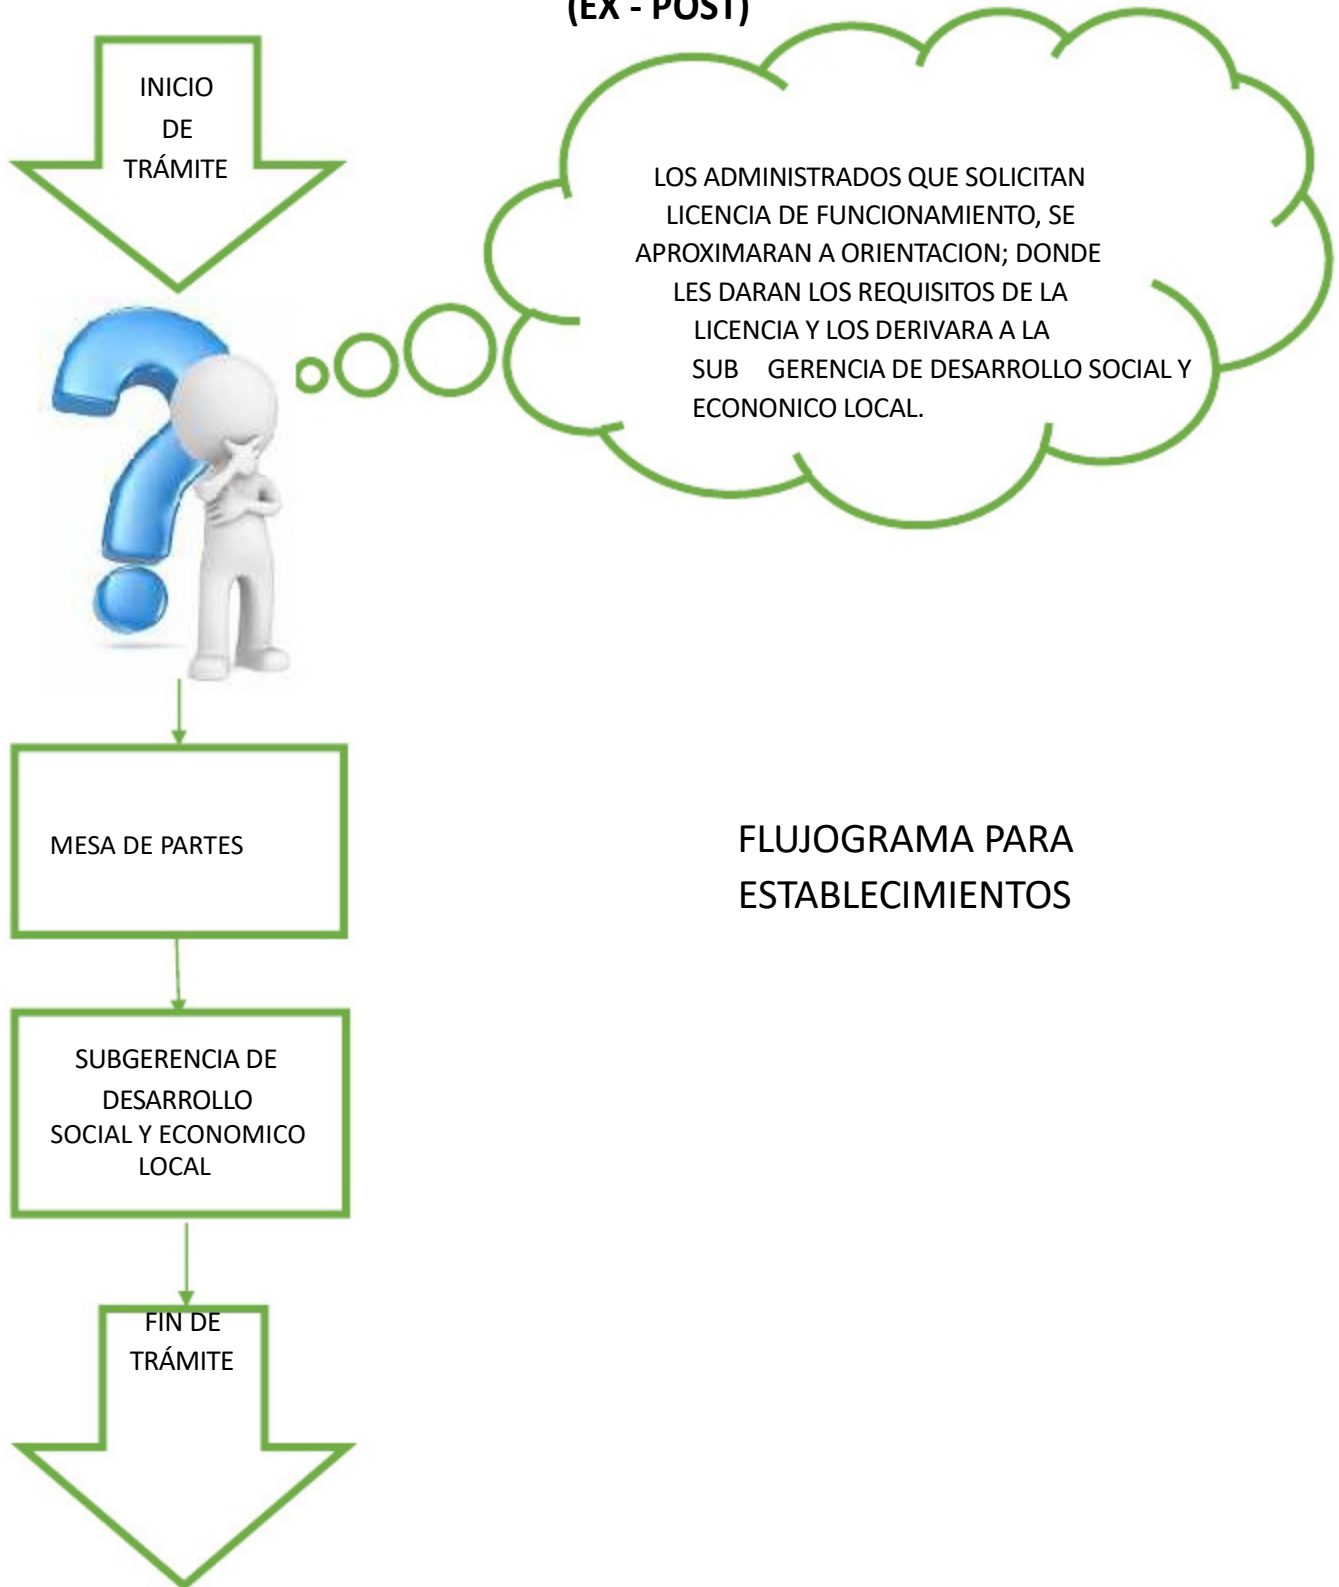 (EX - POST)
INICIO
DE
TRÁMITE
LOS ADMINISTRADOS QUE SOLICITAN
LICENCIA DE FUNCIONAMIENTO, SE
APROXIMARAN A ORIENTACION; DONDE
LES DARAN LOS REQUISITOS DE LA
LICENCIA Y LOS DERIVARA A LA
SUB GERENCIA DE DESARROLLO SOCIAL Y
ECONONICO LOCAL.
MESA DE PARTES
FLUJOGRAMA PARA
ESTABLECIMIENTOS
SUBGERENCIA DE
DESARROLLO
SOCIAL Y ECONOMICO
LOCAL
FIN DE
TRÁMITE